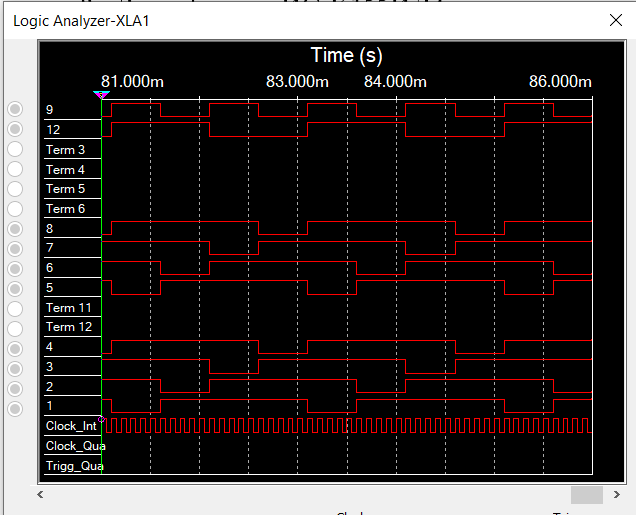 Logic Analyzer-XLA1
Time (s)
81.000m 83.000m 84.000m 86.000m
9
12
Term 3
Term 4
Term 5
Term 6
8
7
6
5
Term 11
Term 12
4
3
2
1
Clock_Int
Clock_Qua
Trigg_Qua